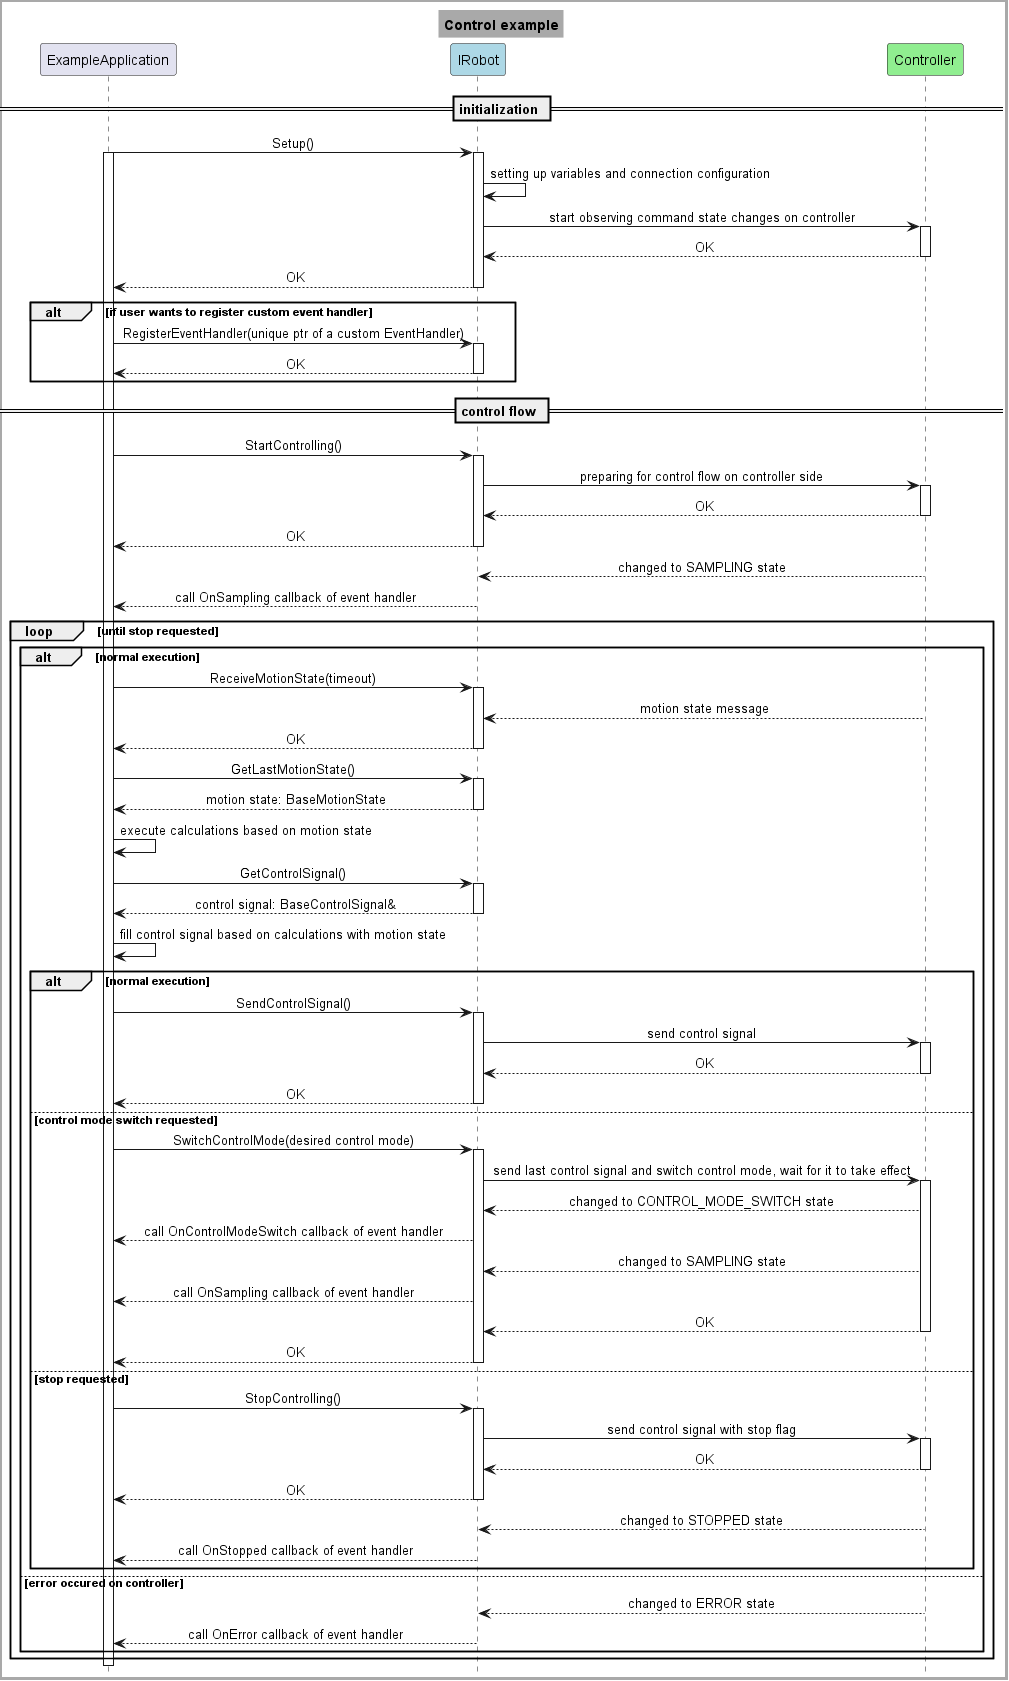 Control example
ExampleApplication
IRobot
Controller
initialization
Setup()
setting up variables and connection configuration
start observing command state changes on controller
OK
OK
alt
[if user wants to register custom event handler]
RegisterEventHandler(unique ptr of a custom EventHandler)
OK
control flow
StartControlling()
preparing for control flow on controller side
OK
OK
changed to SAMPLING state
call OnSampling callback of event handler
loop
[until stop requested]
alt
[normal execution]
ReceiveMotionState(timeout)
motion state message
OK
GetLastMotionState()
motion state: BaseMotionState
execute calculations based on motion state
GetControlSignal()
control signal: BaseControlSignal&
fill control signal based on calculations with motion state
alt
[normal execution]
SendControlSignal()
send control signal
OK
OK
[control mode switch requested]
SwitchControlMode(desired control mode)
send last control signal and switch control mode, wait for it to take effect
changed to CONTROL_MODE_SWITCH state
call OnControlModeSwitch callback of event handler
changed to SAMPLING state
call OnSampling callback of event handler
OK
OK
[stop requested]
StopControlling()
send control signal with stop flag
OK
OK
changed to STOPPED state
call OnStopped callback of event handler
[error occured on controller]
changed to ERROR state
call OnError callback of event handler